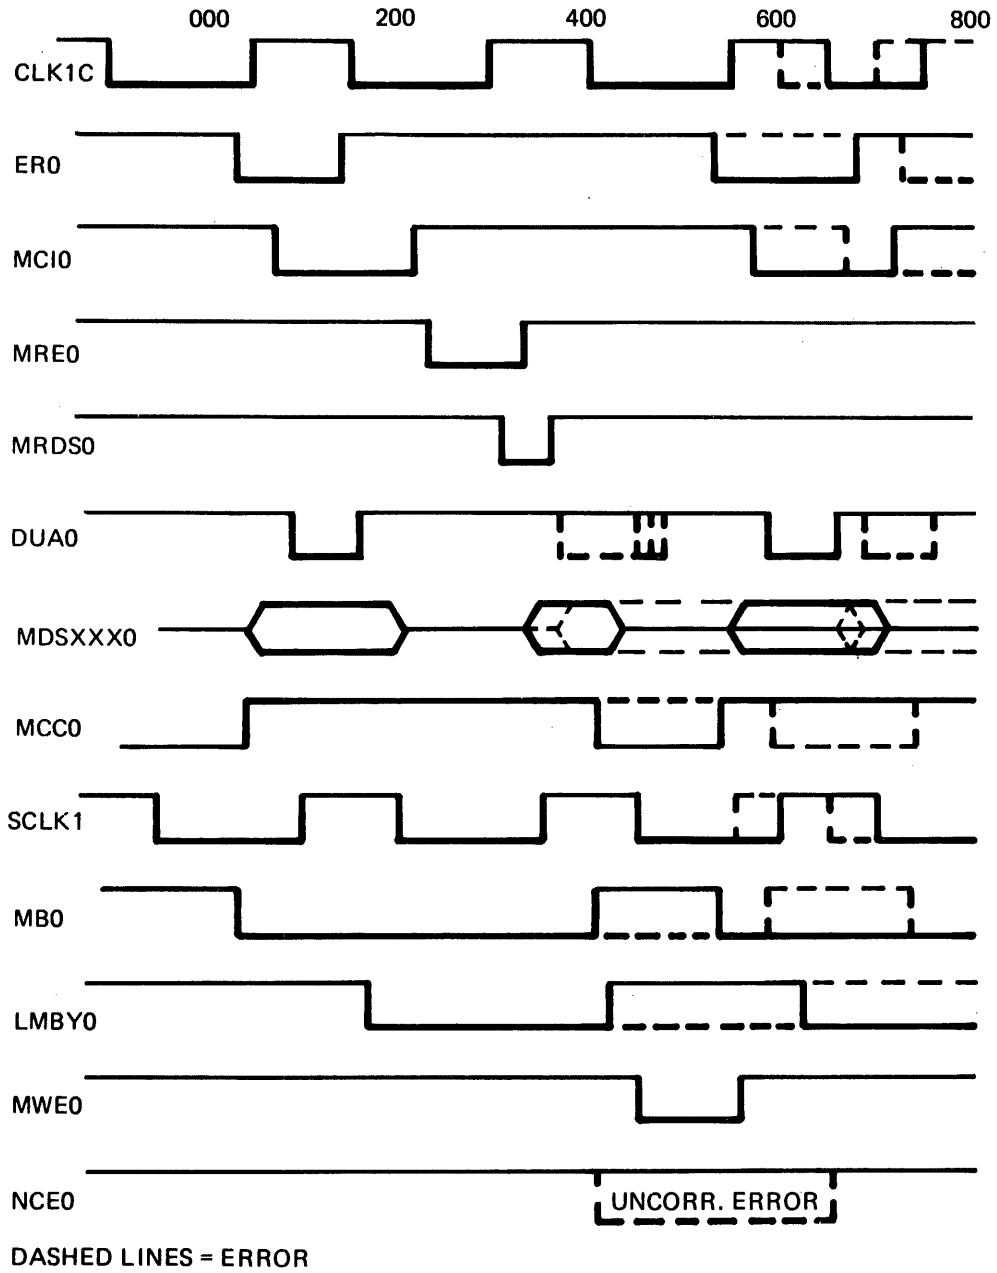 000 200 400 600 800
CLK1C
ER0
MCI0
MRE0
MRDS0
DUA0
MDSXXX0
MCC0
SCLK1
MB0
LMBY0
MWE0
NCE0 UNCORR. ERROR
DASHED LINES = ERROR